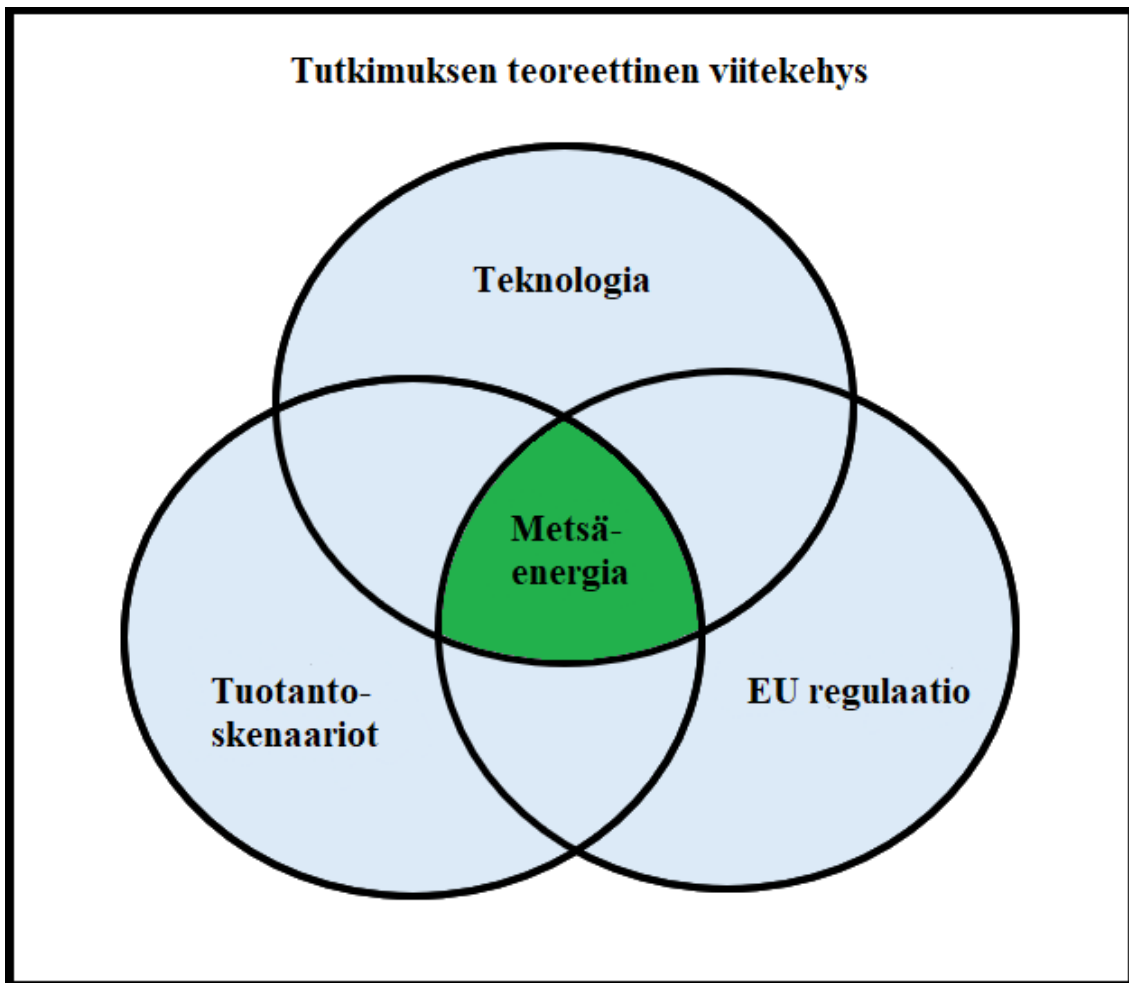 Tutkimuksen teoreettinen viitekehys
Teknologia
Metsä-
energia
Tuotanto-
skenaariot
EU regulaatio